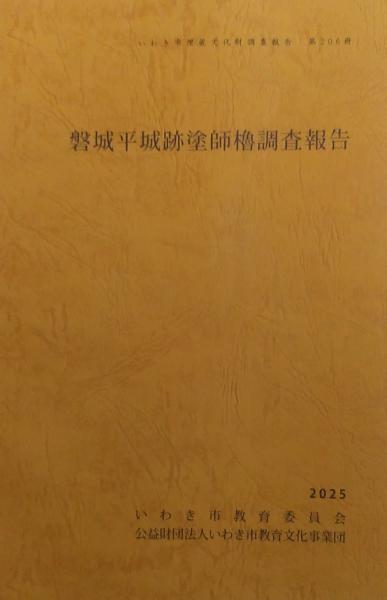 いわき市埋蔵文化財調査報告 第206冊
磐城平城跡塗師櫓調査報告
2025
いわき市教育委員会
公益財団法人いわき市教育文化事業団